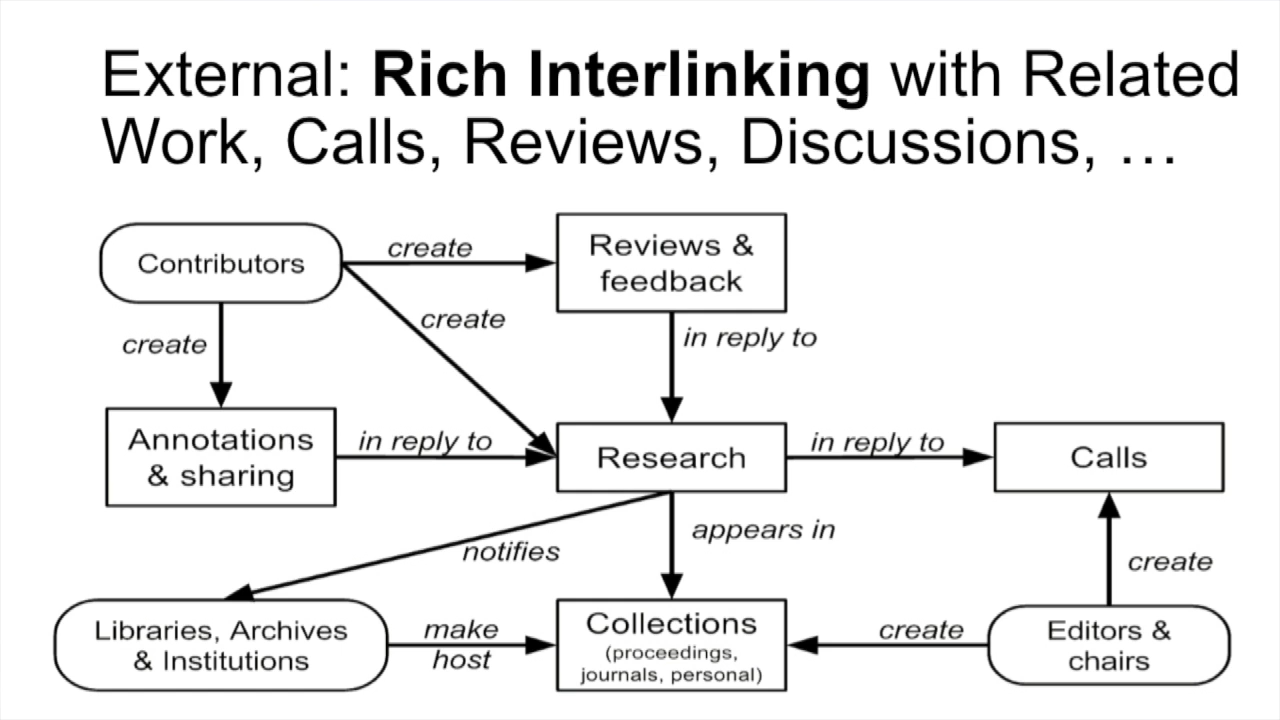 External: Rich Interlinking with Related
Work, Calls, Reviews, Discussions, …
Contributors
create
Reviews &
feedback
create
create
in reply to
Annotations
& sharing
in reply to
Research
in reply to
Calls
notifies
appears in
create
Libraries, Archives
& Institutions
make
host
Collections
(proceedings,
journals, personal)
create
Editors &
chairs